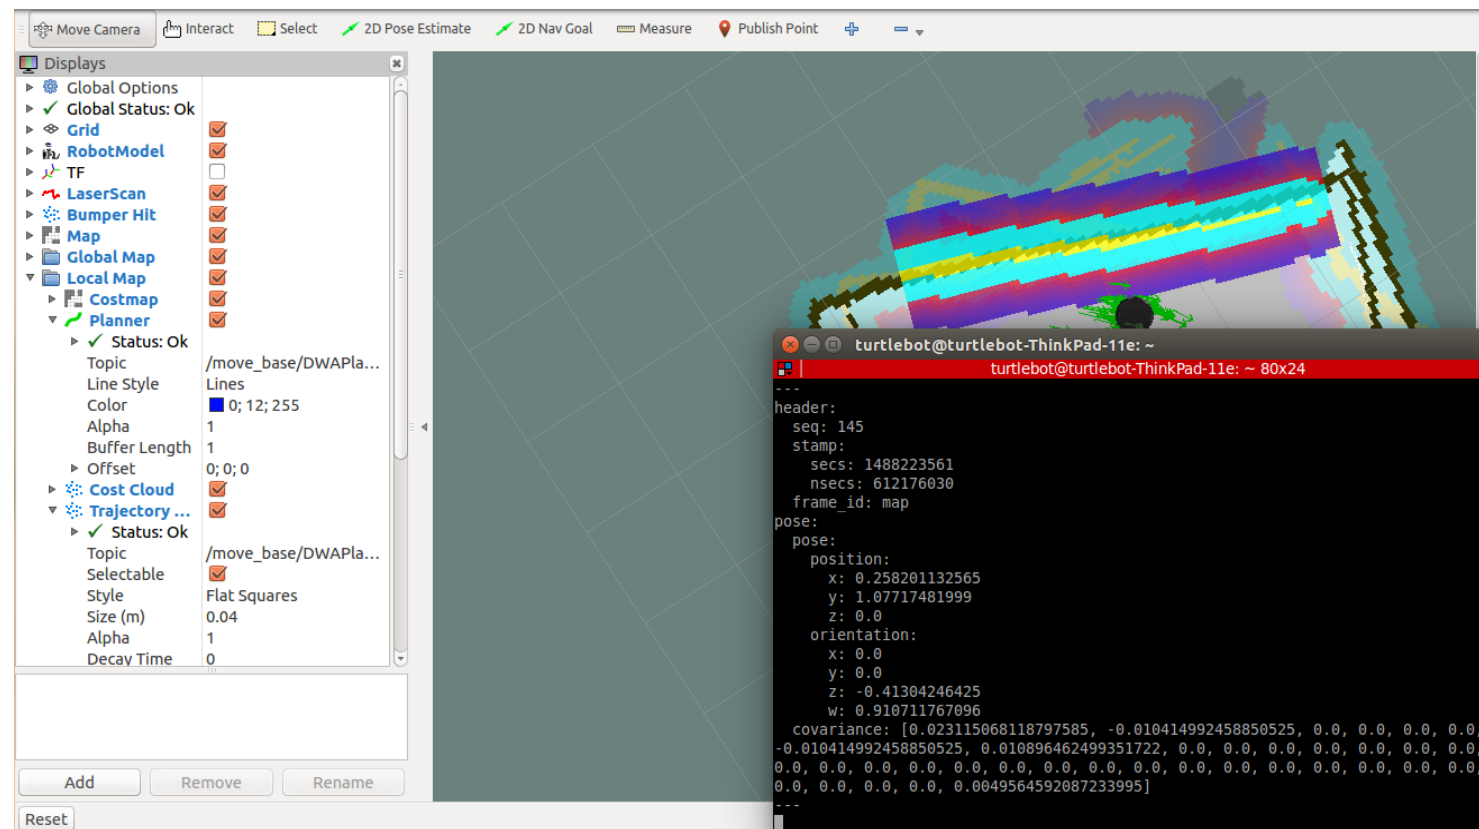 Move Camera Interact Select 2D Pose Estimate 2D Nav Goal Measure Publish Point
Displays
Global Options
Global Status: Ok
Grid
RobotModel
TF
LaserScan
Bumper Hit
Map
Global Map
Local Map
Costmap
Planner
Status: Ok
Topic /move_base/DWAPla...
Line Style Lines
Color 0; 12; 255
Alpha 1
Buffer Length 1
Offset 0; 0; 0
Cost Cloud
Trajectory ...
Status: Ok
Topic /move_base/DWAPla...
Selectable
Style Flat Squares
Size (m) 0.04
Alpha 1
Decay Time 0
Add Remove Rename
Reset
turtlebot@turtlebot-ThinkPad-11e: ~
turtlebot@turtlebot-ThinkPad-11e: ~ 80x24
---
header:
seq: 145
stamp:
secs: 1488223561
nsecs: 612176030
frame_id: map
pose:
pose:
position:
x: 0.258201132565
y: 1.07717481999
z: 0.0
orientation:
x: 0.0
y: 0.0
z: -0.41304246425
w: 0.910711767096
covariance: [0.023115068118797585, -0.010414992458850525, 0.0, 0.0, 0.0, 0.0,
-0.010414992458850525, 0.010896462499351722, 0.0, 0.0, 0.0, 0.0, 0.0, 0.0, 0.0
0.0, 0.0, 0.0, 0.0, 0.0, 0.0, 0.0, 0.0, 0.0, 0.0, 0.0, 0.0, 0.0, 0.0, 0.0, 0.0,
0.0, 0.0, 0.0, 0.0, 0.0049564592087233995]
---